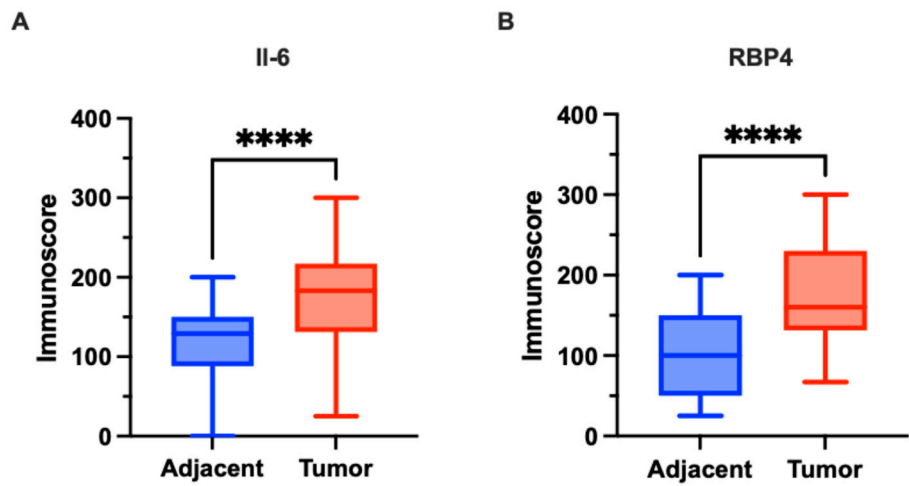 A
Il-6
400
300
200
100
0
Immunoscore
****
Adjacent
Tumor
B
RBP4
400
300
200
100
0
Immunoscore
****
Adjacent
Tumor